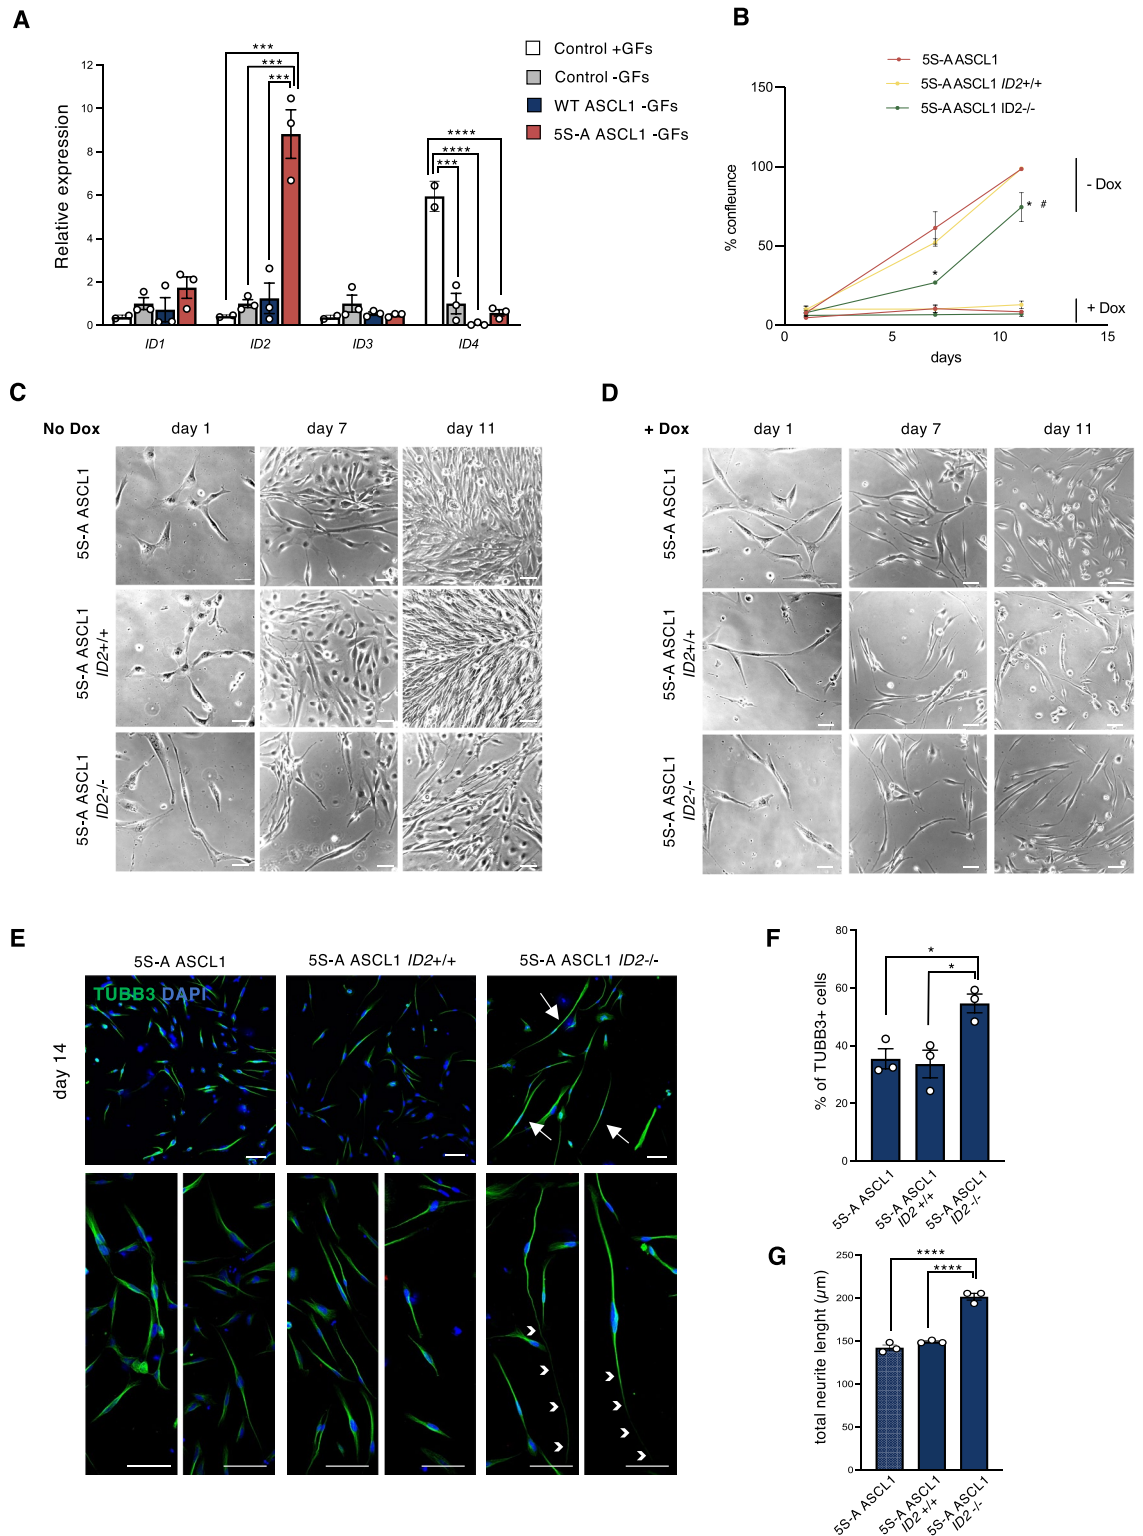 A
Relative expression
12
10
8
6
4
2
0
***
***
***
****
****
***
ID1
ID2
ID3
ID4
Control +GFs
Control -GFs
WT ASCL1 -GFs
5S-A ASCL1 -GFs
B
5S-A ASCL1
5S-A ASCL1 ID2+/+
5S-A ASCL1 ID2-/-
% confleunce
150
100
50
0
*
* #
- Dox
+ Dox
0
5
10
15
days
C
No Dox
day 1
day 7
day 11
5S-A ASCL1
5S-A ASCL1
ID2+/+
5S-A ASCL1
ID2-/-
D
+ Dox
day 1
day 7
day 11
5S-A ASCL1
5S-A ASCL1
ID2+/+
5S-A ASCL1
ID2-/-
E
5S-A ASCL1
5S-A ASCL1 ID2+/+
5S-A ASCL1 ID2-/-
TUBB3 DAPI
day 14
F
% of TUBB3+ cells
80
60
40
20
0
*
*
5S-A ASCL1
5S-A ASCL1
ID2 +/+
5S-A ASCL1
ID2 -/-
G
total neurite lenght (µm)
250
200
150
100
50
0
****
****
5S-A ASCL1
5S-A ASCL1
ID2 +/+
5S-A ASCL1
ID2 -/-